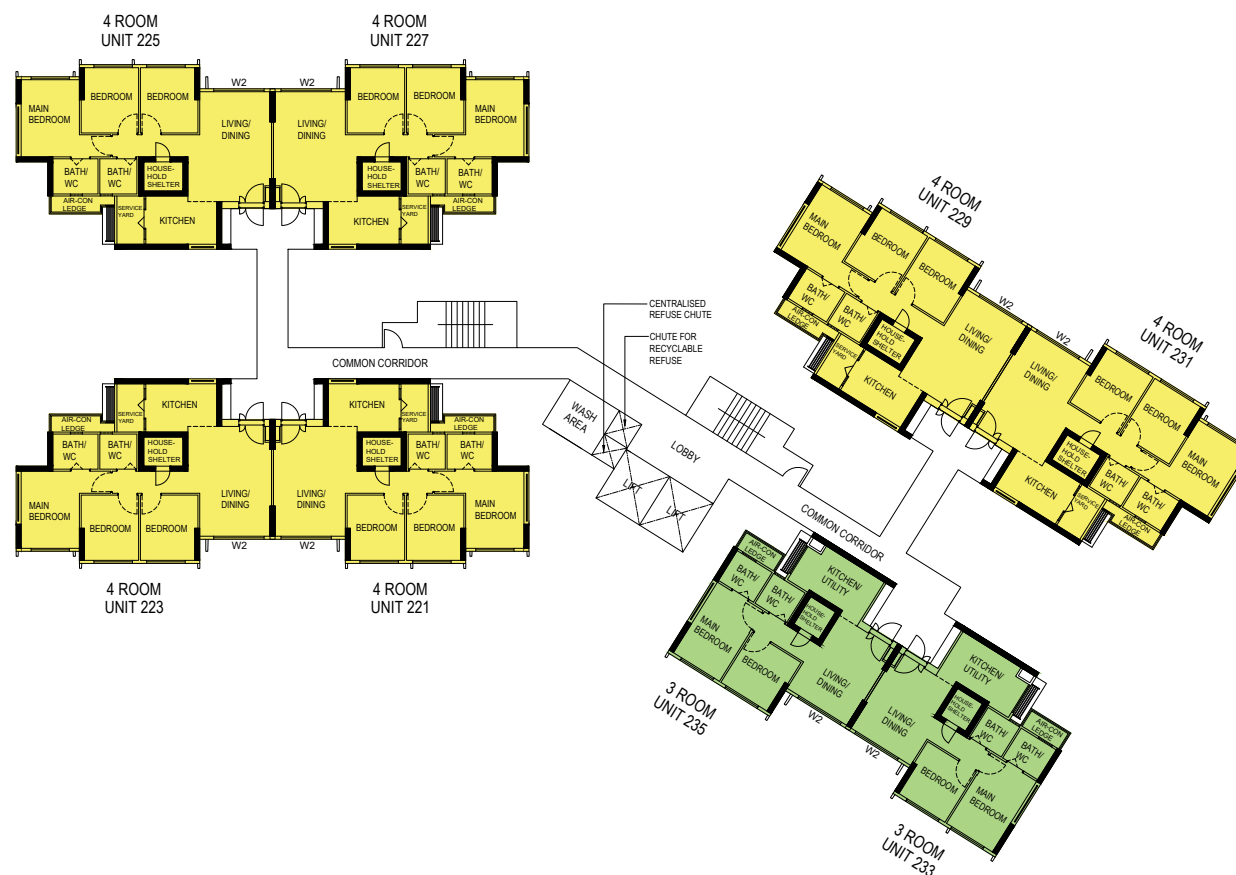 4 ROOM
UNIT 225
4 ROOM
UNIT 227
W2
W2
BEDROOM
BEDROOM
MAIN
BEDROOM
LIVING/
DINING
BATH/
WC
BATH/
WC
HOUSE-
HOLD
SHELTER
AIR-CON
LEDGE
SERVICE
YARD
KITCHEN
BEDROOM
BEDROOM
MAIN
BEDROOM
LIVING/
DINING
HOUSE-
HOLD
SHELTER
BATH/
WC
BATH/
WC
AIR-CON
LEDGE
KITCHEN
SERVICE
YARD
4 ROOM
UNIT 229
MAIN
BEDROOM
BEDROOM
BEDROOM
W2
BATH/
WC
BATH/
WC
AIR-CON
LEDGE
HOUSE-
HOLD
SHELTER
LIVING/
DINING
SERVICE
YARD
KITCHEN
4 ROOM
UNIT 231
W2
LIVING/
DINING
BEDROOM
BEDROOM
MAIN
BEDROOM
HOUSE-
HOLD
SHELTER
BATH/
WC
BATH/
WC
KITCHEN
SERVICE
YARD
AIR-CON
LEDGE
CENTRALISED
REFUSE CHUTE
CHUTE FOR
RECYCLABLE
REFUSE
COMMON CORRIDOR
WASH
AREA
LOBBY
LIFT
LIFT
COMMON CORRIDOR
KITCHEN
SERVICE
YARD
AIR-CON
LEDGE
BATH/
WC
BATH/
WC
HOUSE-
HOLD
SHELTER
MAIN
BEDROOM
BEDROOM
BEDROOM
LIVING/
DINING
W2
4 ROOM
UNIT 223
KITCHEN
SERVICE
YARD
AIR-CON
LEDGE
HOUSE-
HOLD
SHELTER
BATH/
WC
BATH/
WC
LIVING/
DINING
BEDROOM
BEDROOM
MAIN
BEDROOM
W2
4 ROOM
UNIT 221
AIR-CON
LEDGE
KITCHEN/
UTILITY
BATH/
WC
BATH/
WC
HOUSE-
HOLD
SHELTER
MAIN
BEDROOM
BEDROOM
LIVING/
DINING
W2
3 ROOM
UNIT 235
KITCHEN/
UTILITY
HOUSE-
HOLD
SHELTER
LIVING/
DINING
AIR-CON
LEDGE
BATH/
WC
BATH/
WC
W2
BEDROOM
MAIN
BEDROOM
3 ROOM
UNIT 233